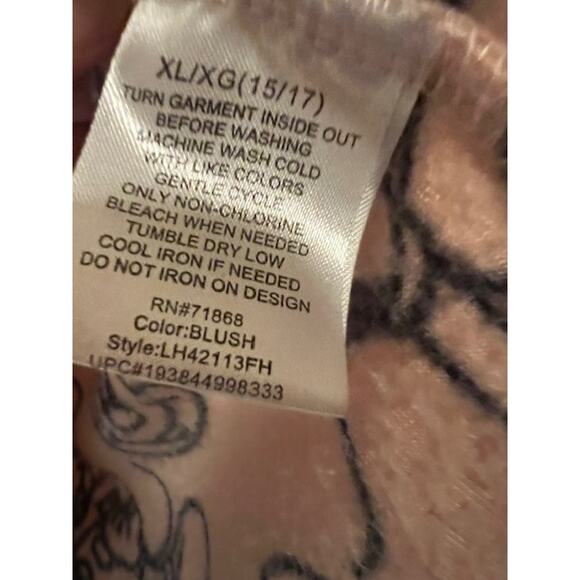 XL/XG(15/17)
TURN GARMENT INSIDE OUT
BEFORE WASHING
MACHINE WASH COLD
WITH LIKE COLORS
GENTLE CYCLE
ONLY NON-CHLORINE
BLEACH WHEN NEEDED
TUMBLE DRY LOW
COOL IRON IF NEEDED
DO NOT IRON ON DESIGN
RN#71868
Color:BLUSH
Style:LH42113FH
UPC#193844998333